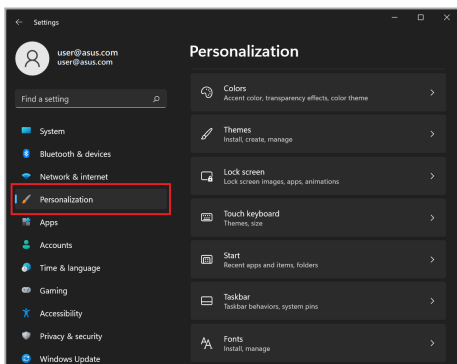 Settings
user@asus.com
user@asus.com
Find a setting
System
Bluetooth & devices
Network & internet
Personalization
Apps
Accounts
Time & language
Gaming
Accessibility
Privacy & security
Windows Update
Personalization
Colors
Accent color, transparency effects, color theme
Themes
Install, create, manage
Lock screen
Lock screen images, apps, animations
Touch keyboard
Themes, size
Start
Recent apps and items, folders
Taskbar
Taskbar behaviors, system pins
Fonts
Install, manage